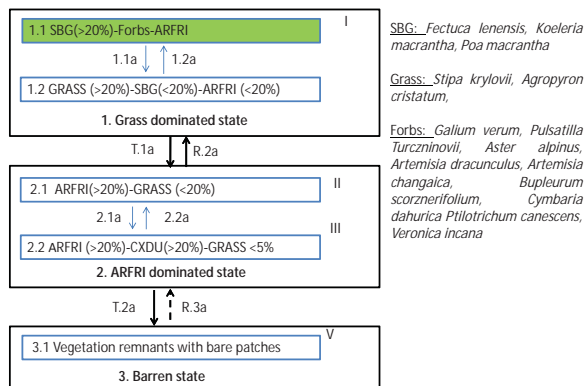 I
1.1 SBG(>20%)-Forbs-ARFRI
1.1a
1.2a
1.2 GRASS (>20%)-SBG(<20%)-ARFRI (<20%)
1. Grass dominated state
T.1a
R.2a
II
2.1 ARFRI(>20%)-GRASS (<20%)
2.1a
2.2a
III
2.2 ARFRI (>20%)-CXDU(>20%)-GRASS <5%
2. ARFRI dominated state
T.2a
R.3a
V
3.1 Vegetation remnants with bare patches
3. Barren state
SBG: Fectuca lenensis, Koeleria
macrantha, Poa macrantha
Grass: Stipa krylovii, Agropyron
cristatum,
Forbs: Galium verum, Pulsatilla
Turczninovii, Aster alpinus,
Artemisia dracunculus, Artemisia
changaica, Bupleurum
scorznerifolium, Cymbaria
dahurica Ptilotrichum canescens,
Veronica incana